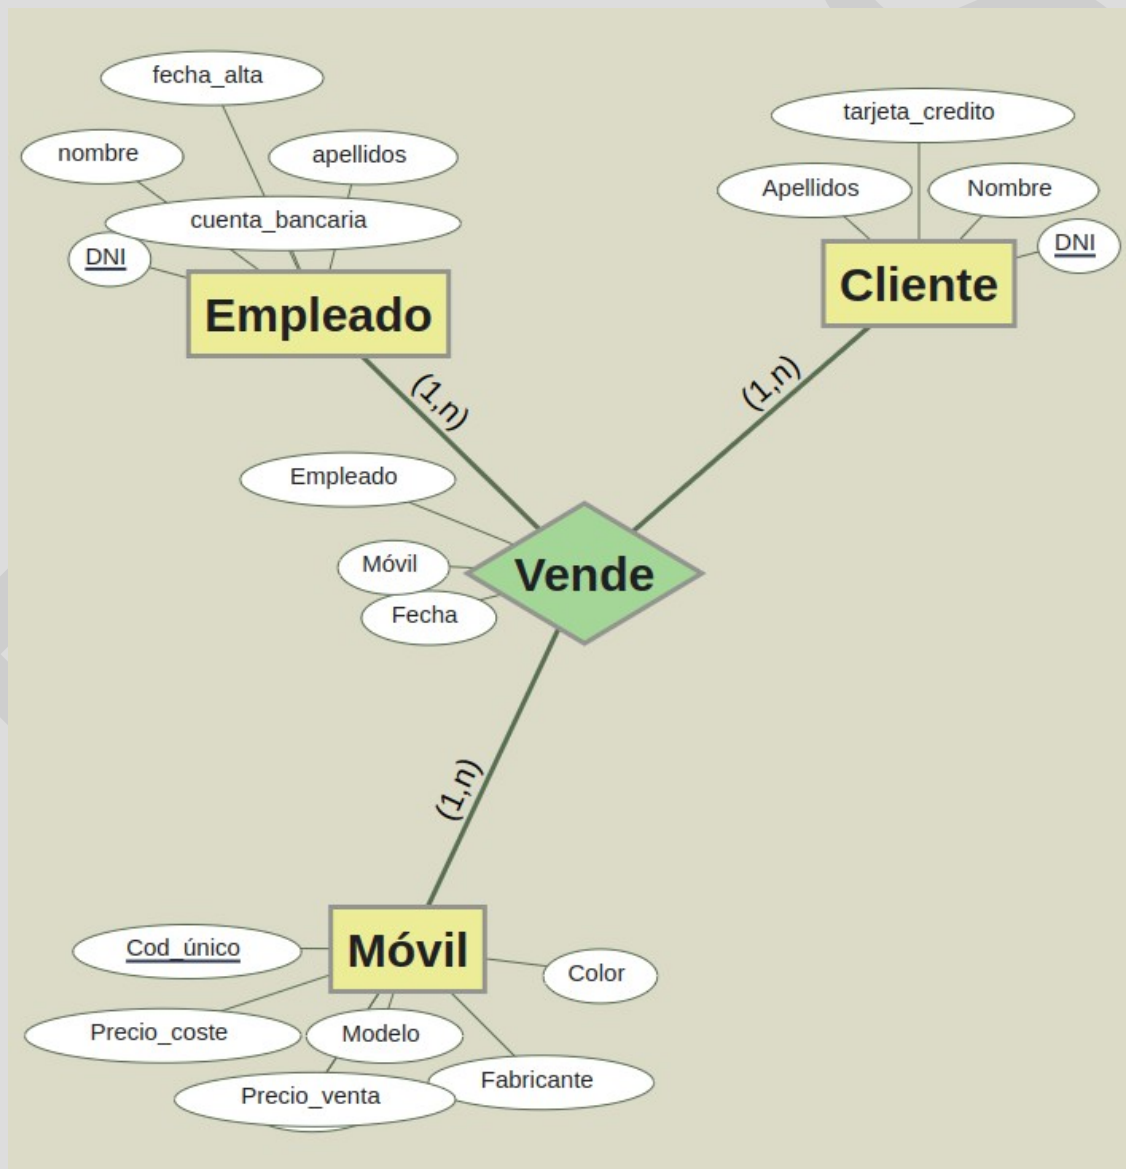 fecha_alta
tarjeta_credito
nombre
apellidos
Apellidos
Nombre
cuenta_bancaria
DNI
DNI
Empleado
Cliente
(1,n)
(1,n)
Empleado
Móvil
Vende
Fecha
(1,n)
Cod_único
Móvil
Color
Precio_coste
Modelo
Fabricante
Precio_venta